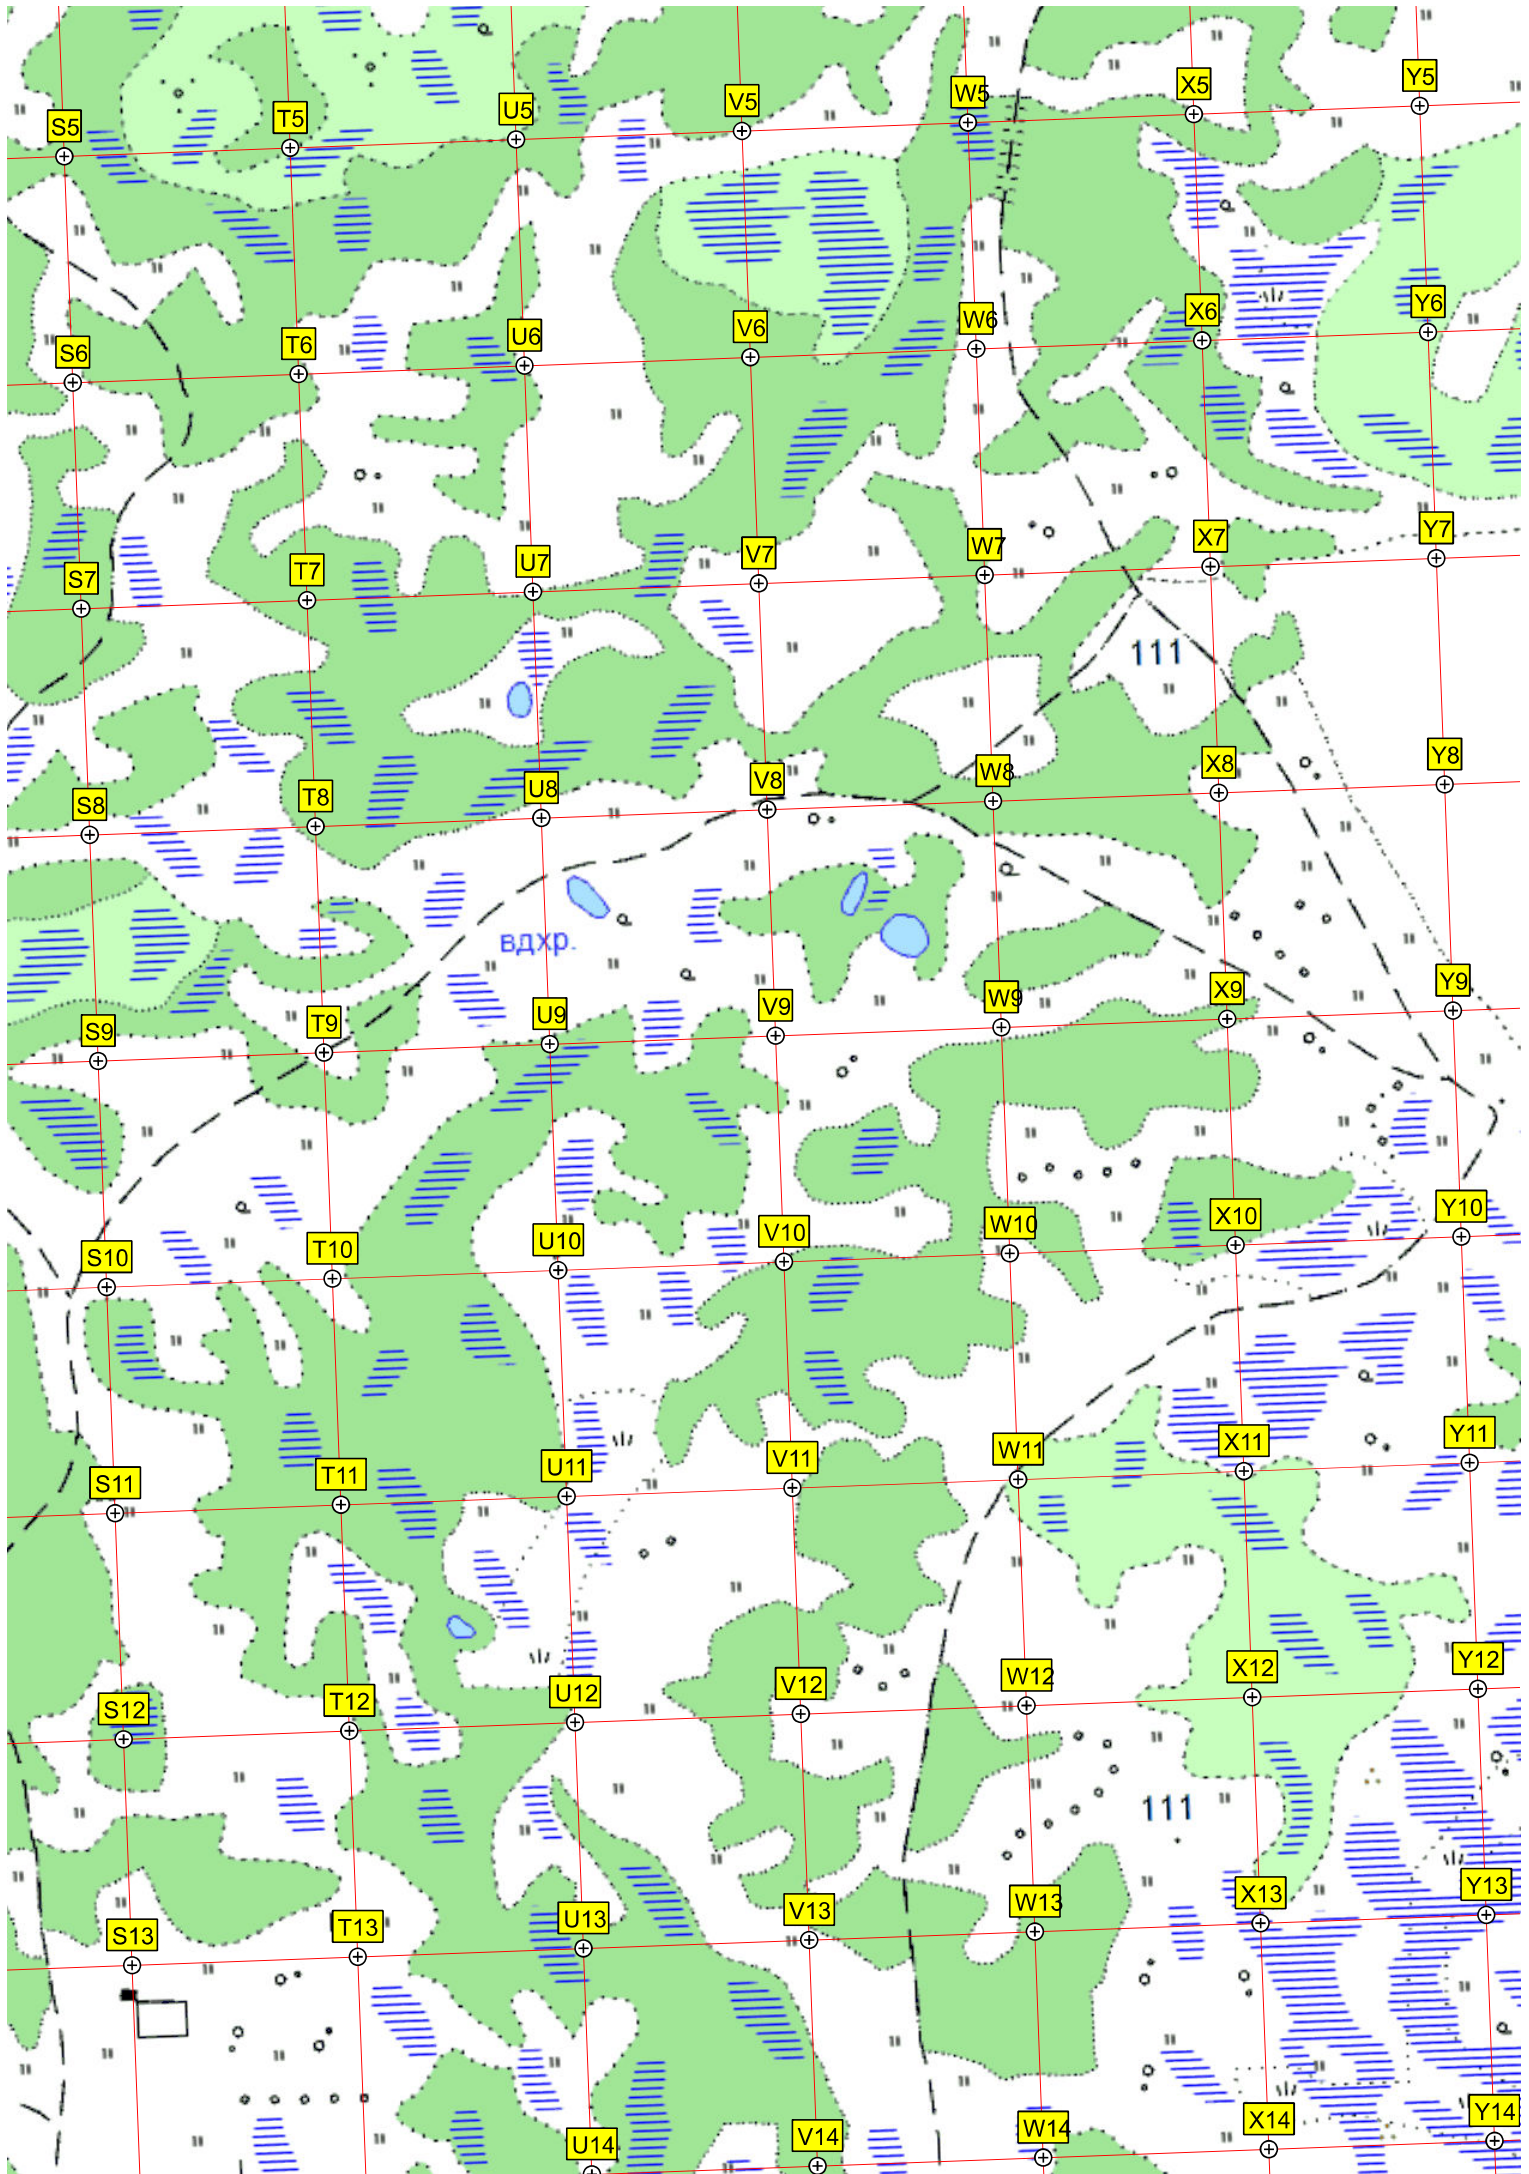 S5 T5 U5 V5 W5 X5 Y5
S6 T6 U6 V6 W6 X6 Y6
S7 T7 U7 V7 W7 X7 Y7
111
S8 T8 U8 V8 W8 X8 Y8
вдхр.
S9 T9 U9 V9 W9 X9 Y9
S10 T10 U10 V10 W10 X10 Y10
S11 T11 U11 V11 W11 X11 Y11
S12 T12 U12 V12 W12 X12 Y12
111
S13 T13 U13 V13 W13 X13 Y13
U14 V14 W14 X14 Y14